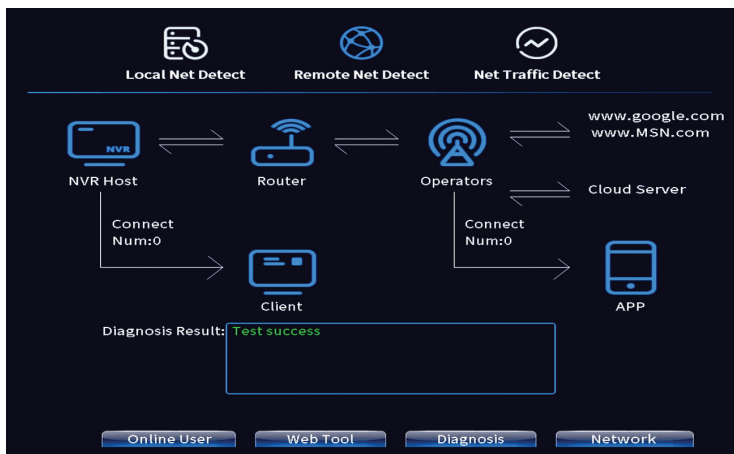 Local Net Detect
Remote Net Detect
Net Traffic Detect
www.google.com
www.MSN.com
NVR
NVR Host
Router
Operators
Cloud Server
Connect
Num:0
Connect
Num:0
Client
APP
Diagnosis Result: Test success
Online User
Web Tool
Diagnosis
Network